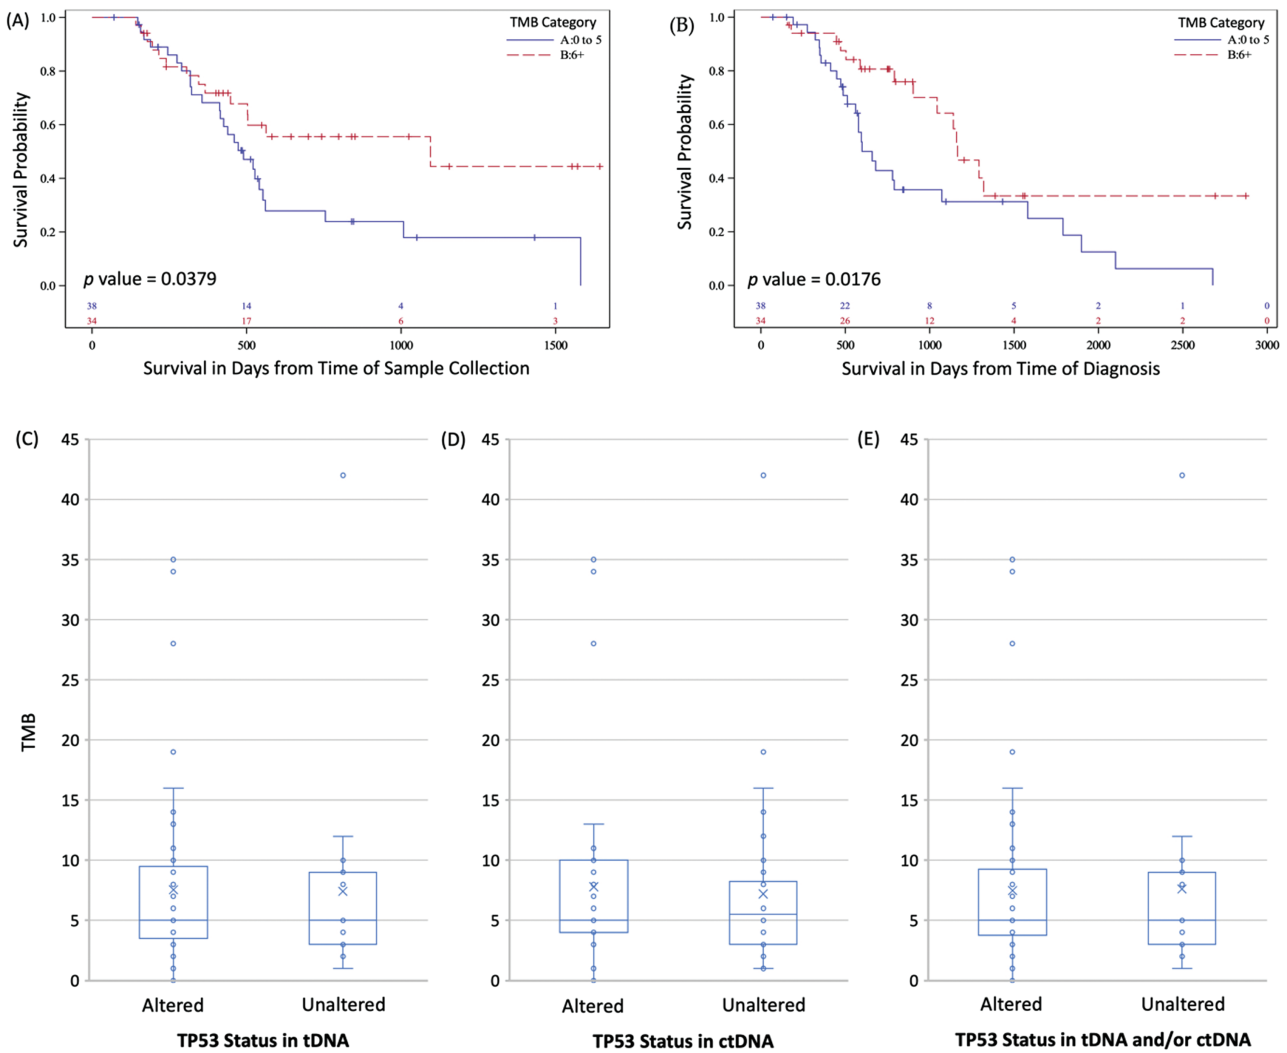 (A)
1.0
0.8
0.6
0.4
0.2
0.0
Survival Probability
TMB Category
A:0 to 5
B:6+
p value = 0.0379
38 14 4 1
34 17 6 3
0 500 1000 1500
Survival in Days from Time of Sample Collection
(B)
1.0
0.8
0.6
0.4
0.2
0.0
Survival Probability
TMB Category
A:0 to 5
B:6+
p value = 0.0176
38 22 8 5 2 1 0
34 26 12 4 2 2 0
0 500 1000 1500 2000 2500 3000
Survival in Days from Time of Diagnosis
(C)
45
40
35
30
25
20
15
10
5
0
TMB
Altered Unaltered
TP53 Status in tDNA
(D)
45
40
35
30
25
20
15
10
5
0
Altered Unaltered
TP53 Status in ctDNA
(E)
45
40
35
30
25
20
15
10
5
0
Altered Unaltered
TP53 Status in tDNA and/or ctDNA